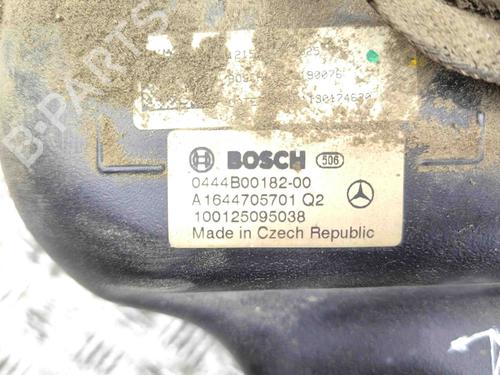 B-PARTS
BOSCH 506
0444B00182-00
A1644705701 Q2
100125095038
Made in Czech Republic